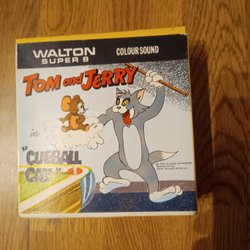 WALTON
SUPER 8
COLOUR SOUND
TOM and JERRY
in
"CUEBALL
CAT"